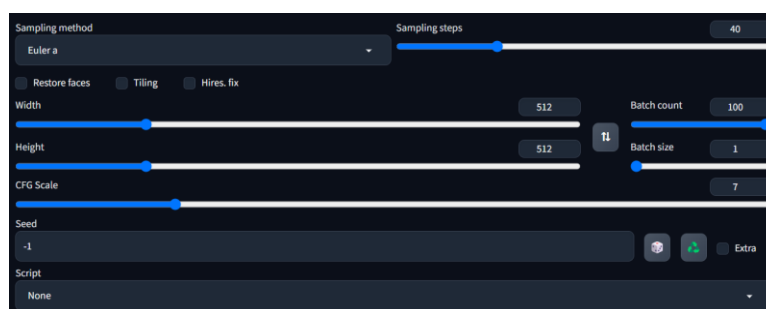 Sampling method Sampling steps 40
Euler a
Restore faces Tiling Hires. fix
Width 512 Batch count 100
Height 512 Batch size 1
CFG Scale 7
Seed
-1 Extra
Script
None